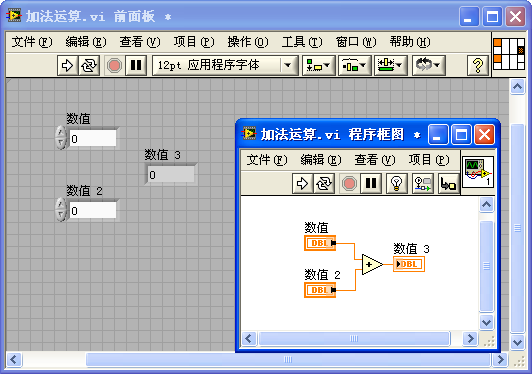 加法运算.vi 前面板 *
文件(F) 编辑(E) 查看(V) 项目(P) 操作(O) 工具(T) 窗口(W) 帮助(H)
12pt 应用程序字体
?
数值
0
数值 3
0
数值 2
0
加法运算.vi 程序框图 *
文件(F) 编辑(E) 查看(V) 项目(P)
1
数值
DBL
数值 2
DBL
+
数值 3
DBL